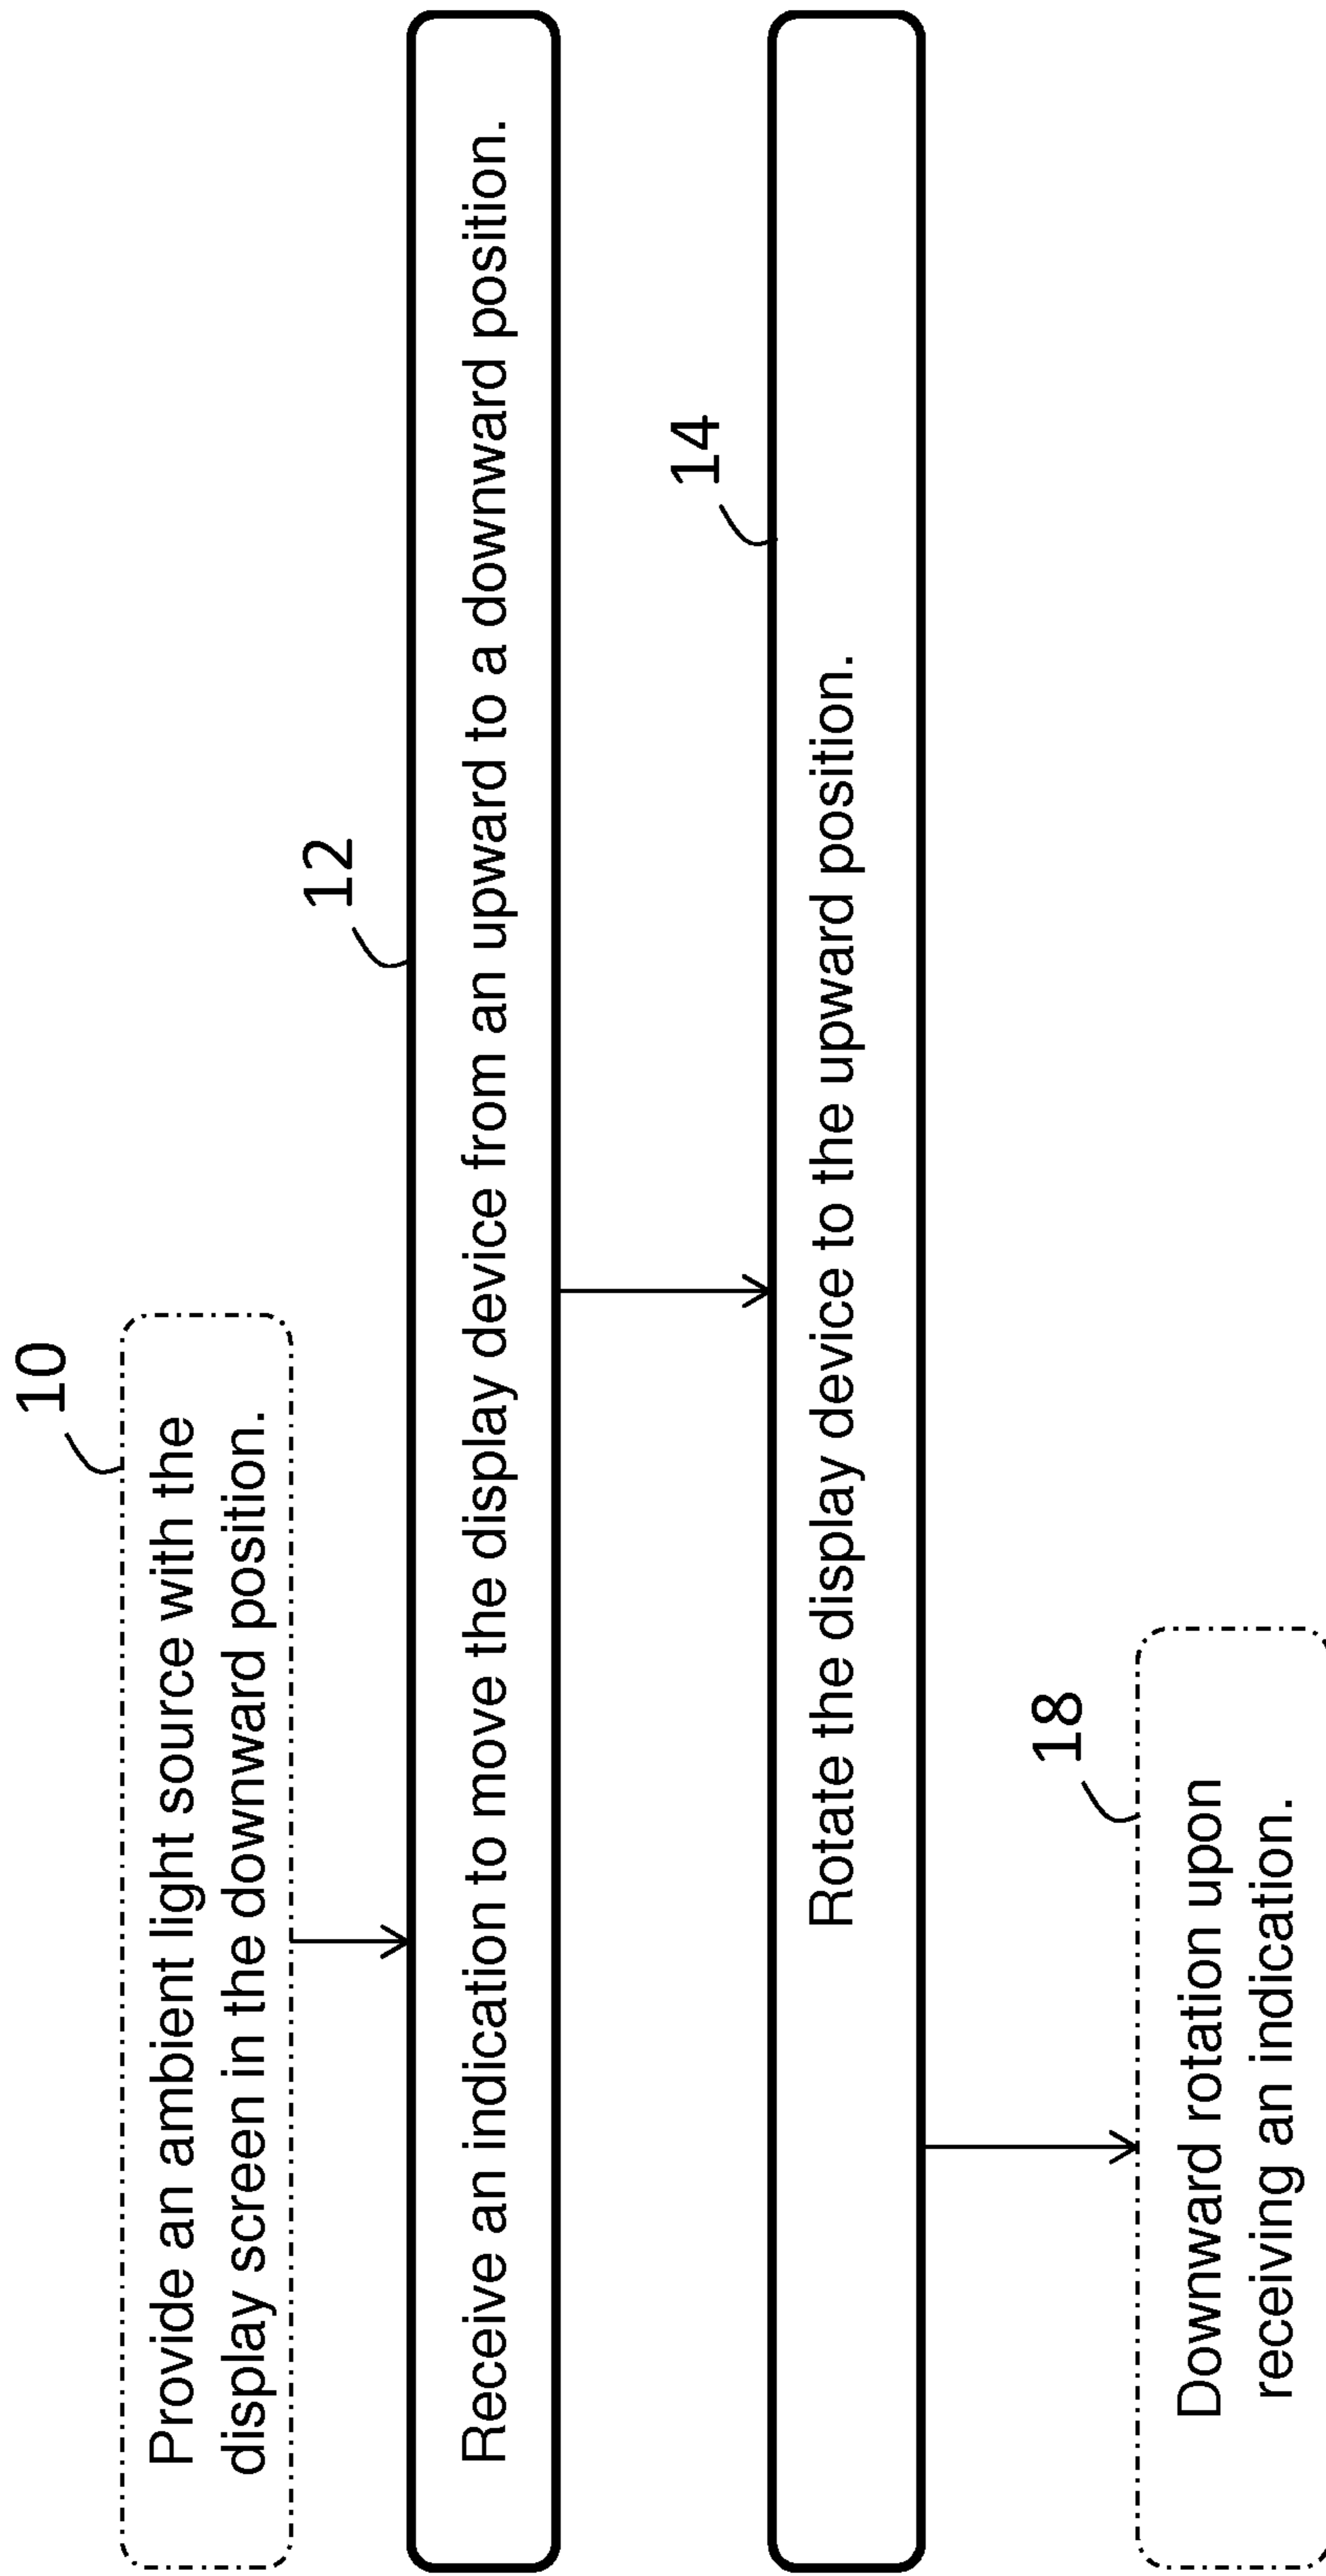 10
Provide an ambient light source with the
display screen in the downward position.
12
Receive an indication to move the display device from an upward to a downward position.
14
Rotate the display device to the upward position.
18
Downward rotation upon
receiving an indication.